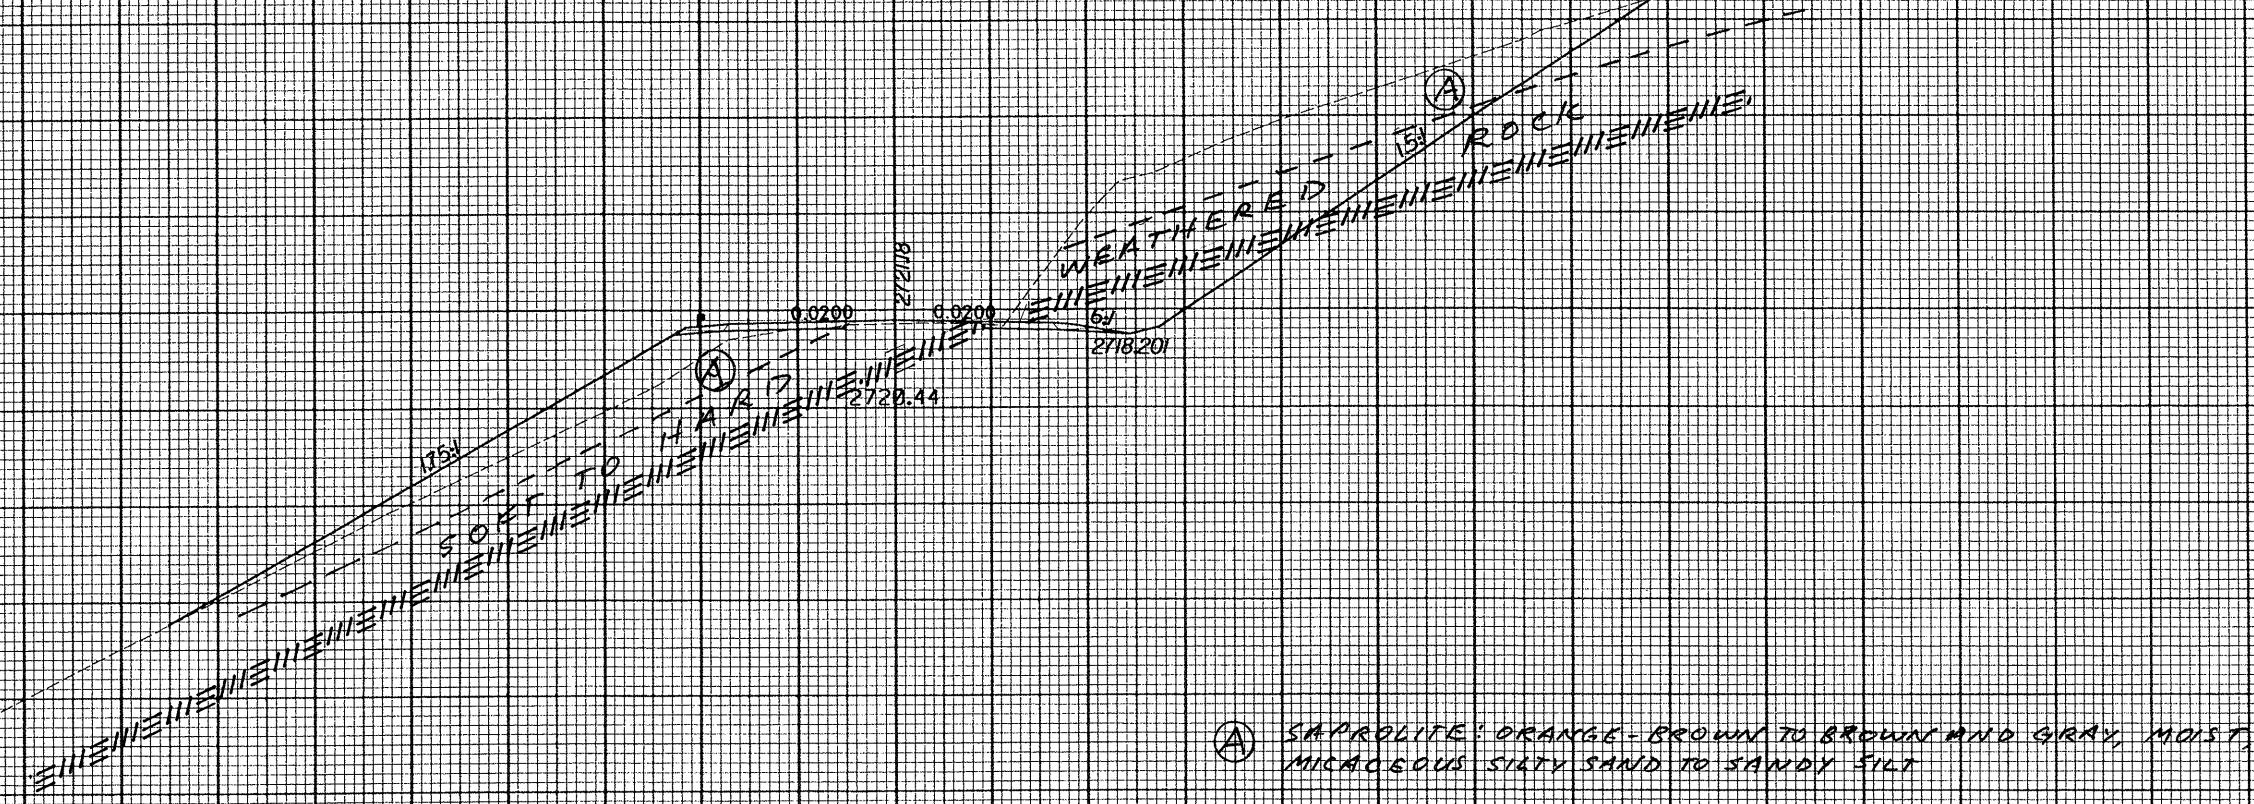 A
ROCK
1.5:1
WEATHERED
2721.18
0.0200
0.0200
6:1
2718.201
A
2720.44
HARD
1.75:1
SOFT TO
A SAPROLITE: ORANGE-BROWN TO BROWN AND GRAY, MOIST,
MICACEOUS SILTY SAND TO SANDY SILT